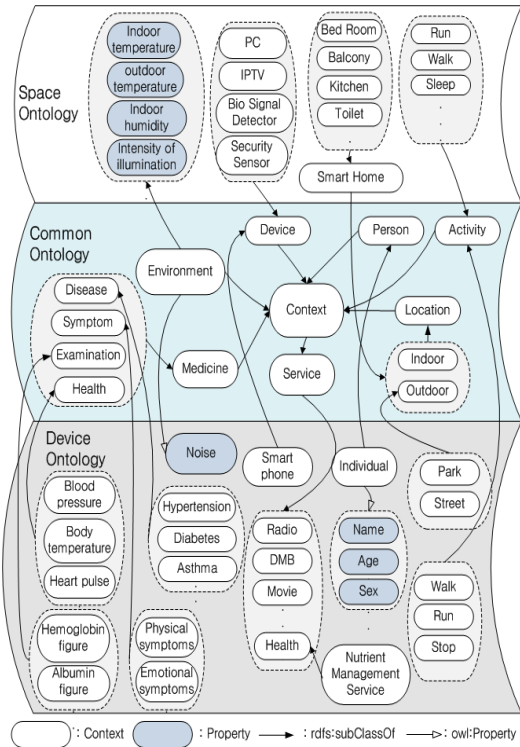 Indoor
temperature
outdoor
temperature
Indoor
humidity
Intensity of
illumination
PC
IPTV
Bio Signal
Detector
Security
Sensor
Bed Room
Balcony
Kitchen
Toilet
Run
Walk
Sleep
Space
Ontology
Smart Home
Common
Ontology
Device
Person
Activity
Environment
Disease
Symptom
Examination
Health
Medicine
Context
Service
Location
Indoor
Outdoor
Device
Ontology
Noise
Smart
phone
Individual
Park
Street
Blood
pressure
Body
temperature
Heart pulse
Hypertension
Diabetes
Asthma
Radio
DMB
Movie
Health
Name
Age
Sex
Walk
Run
Stop
Hemoglobin
figure
Albumin
figure
Physical
symptoms
Emotional
symptoms
Nutrient
Management
Service
: Context
: Property
: rdfs:subClassOf
: owl:Property